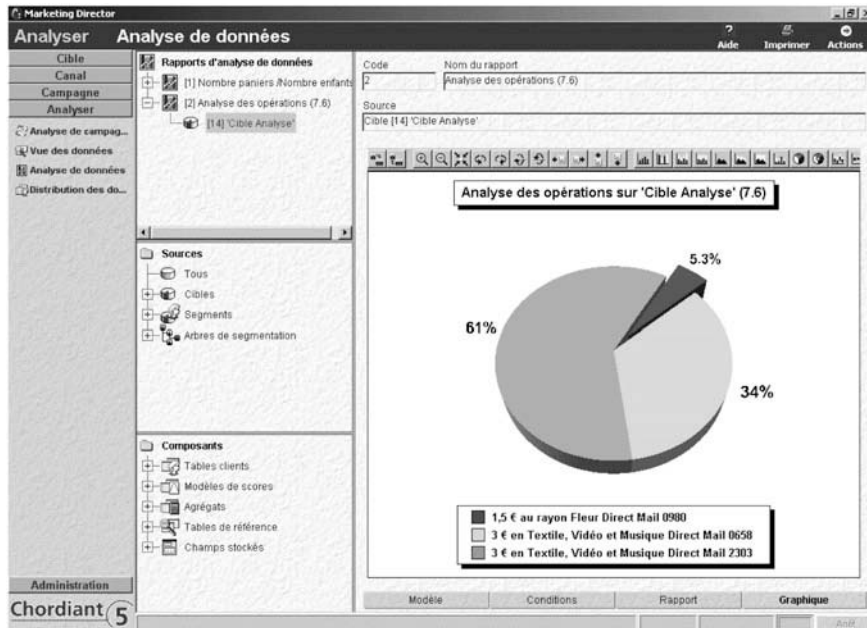 Marketing Director
Analyser Analyse de données
Aide Imprimer Actions
Cible
Canal
Campagne
Analyser
Analyse de campag...
Vue des données
Analyse de données
Distribution des do...
Administration
Chordiant 5
Rapports d'analyse de données
[1] Nombre paniers /Nombre enfants
[2] Analyse des opérations (7.6)
[14] 'Cible Analyse'
Sources
Tous
Cibles
Segments
Arbres de segmentation
Composants
Tables clients
Modèles de scores
Agrégats
Tables de référence
Champs stockés
Code Nom du rapport
2 Analyse des opérations (7.6)
Source
Cible [14] 'Cible Analyse'
Analyse des opérations sur 'Cible Analyse' (7.6)
5.3%
61%
34%
1,5 € au rayon Fleur Direct Mail 0980
3 € en Textile, Vidéo et Musique Direct Mail 0658
3 € en Textile, Vidéo et Musique Direct Mail 2303
Modèle Conditions Rapport Graphique